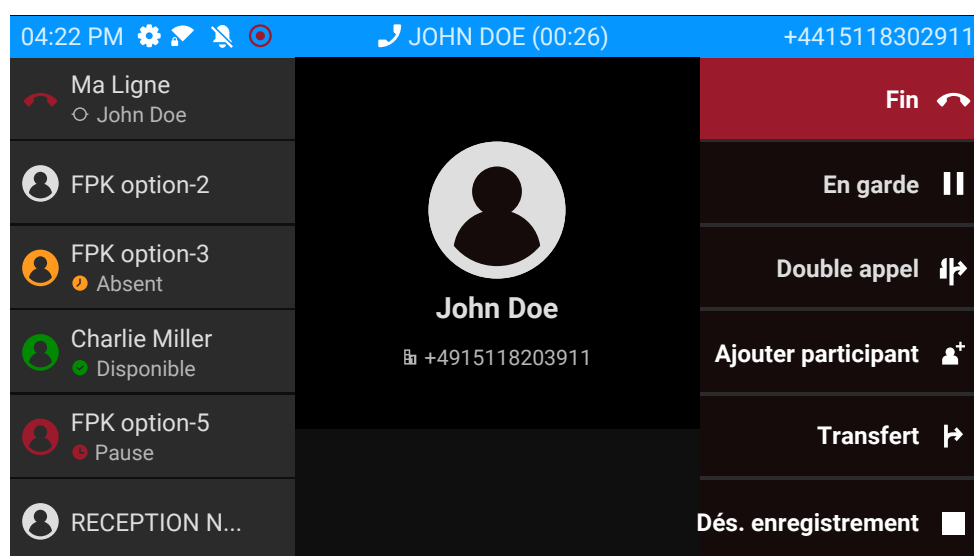 04:22 PM
JOHN DOE (00:26)
+4415118302911
Ma Ligne
John Doe
FPK option-2
FPK option-3
Absent
Charlie Miller
Disponible
FPK option-5
Pause
RECEPTION N...
John Doe
+4915118203911
Fin
En garde
Double appel
Ajouter participant
Transfert
Dés. enregistrement